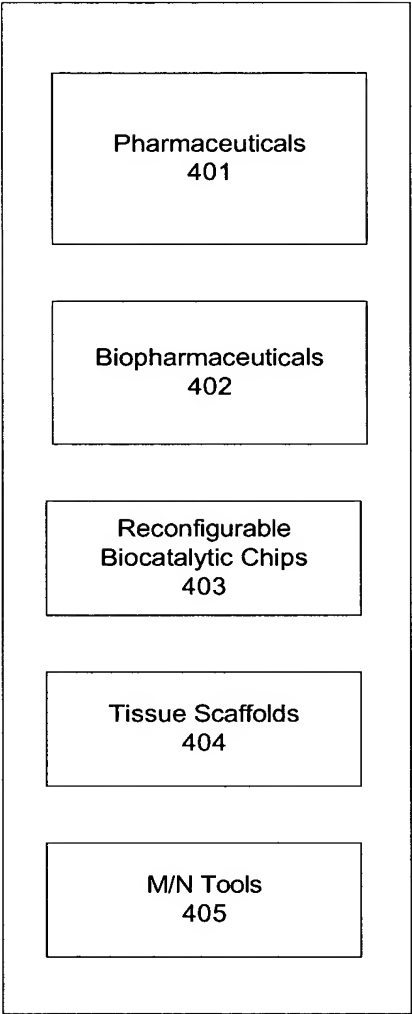 Pharmaceuticals
401
Biopharmaceuticals
402
Reconfigurable
Biocatalytic Chips
403
Tissue Scaffolds
404
M/N Tools
405